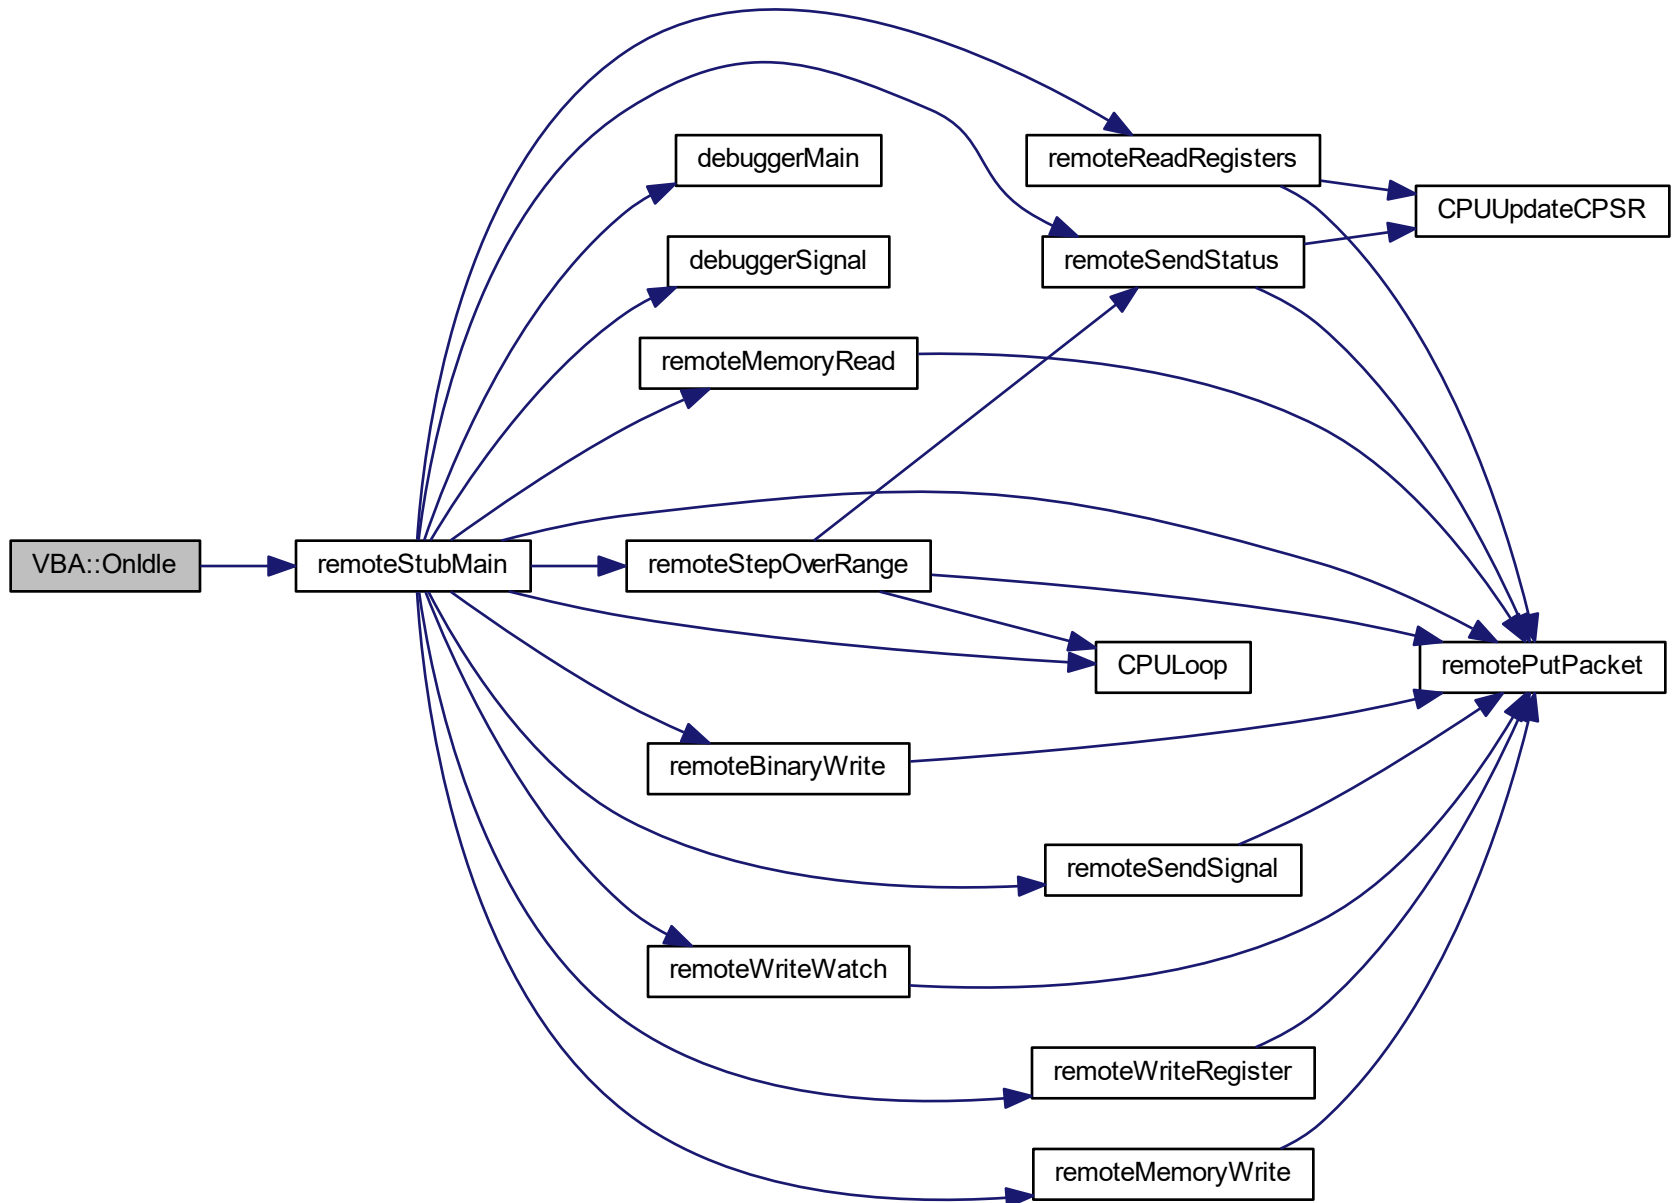 debuggerMain
remoteReadRegisters
CPUUpdateCPSR
debuggerSignal
remoteSendStatus
remoteMemoryRead
VBA::OnIdle
remoteStubMain
remoteStepOverRange
CPULoop
remotePutPacket
remoteBinaryWrite
remoteSendSignal
remoteWriteWatch
remoteWriteRegister
remoteMemoryWrite